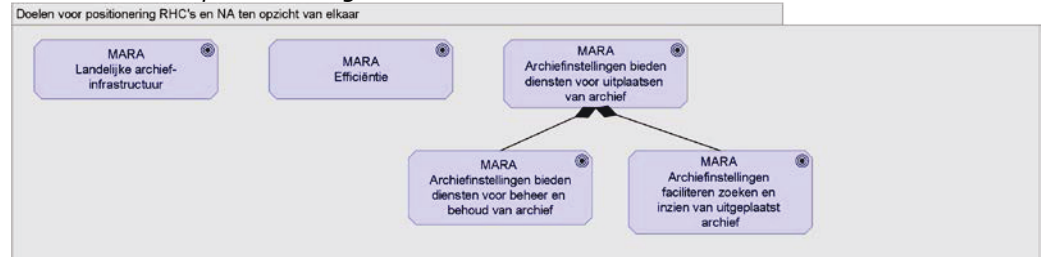 Doelen voor positionering RHC's en NA ten opzicht van elkaar
MARA
Landelijke archief-
infrastructuur
MARA
Efficiëntie
MARA
Archiefinstellingen bieden
diensten voor uitplaatsen
van archief
MARA
Archiefinstellingen bieden
diensten voor beheer en
behoud van archief
MARA
Archiefinstellingen
faciliteren zoeken en
inzien van uitgeplaatst
archief